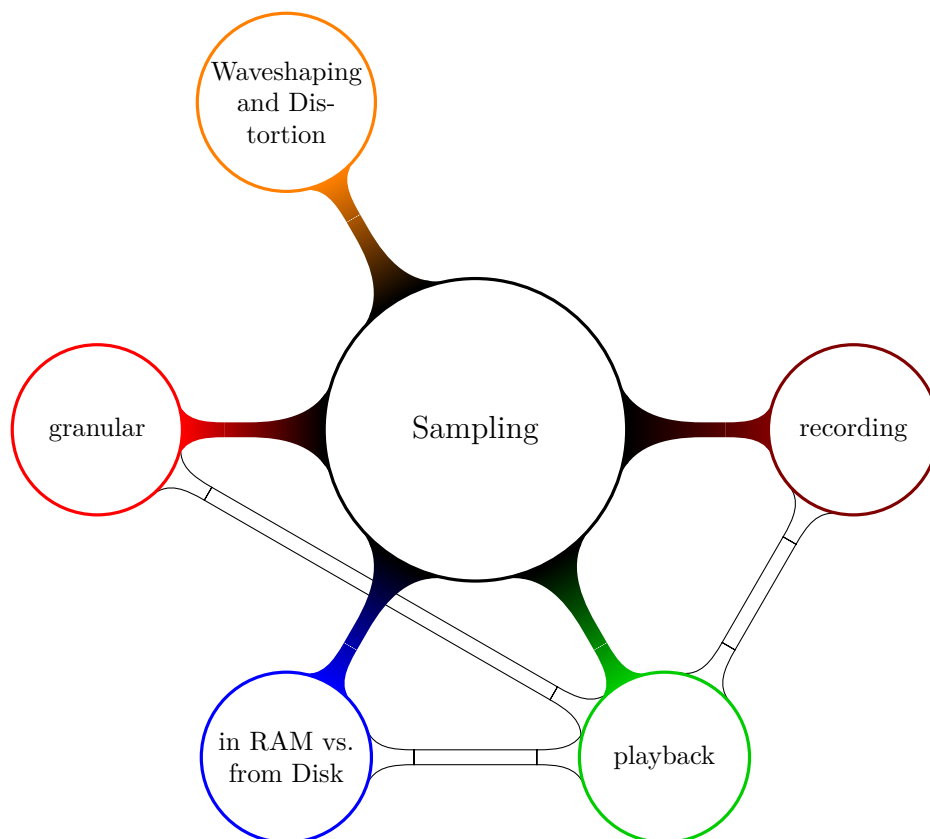 Waveshaping
and Dis-
tortion
granular
Sampling
recording
in RAM vs.
from Disk
playback